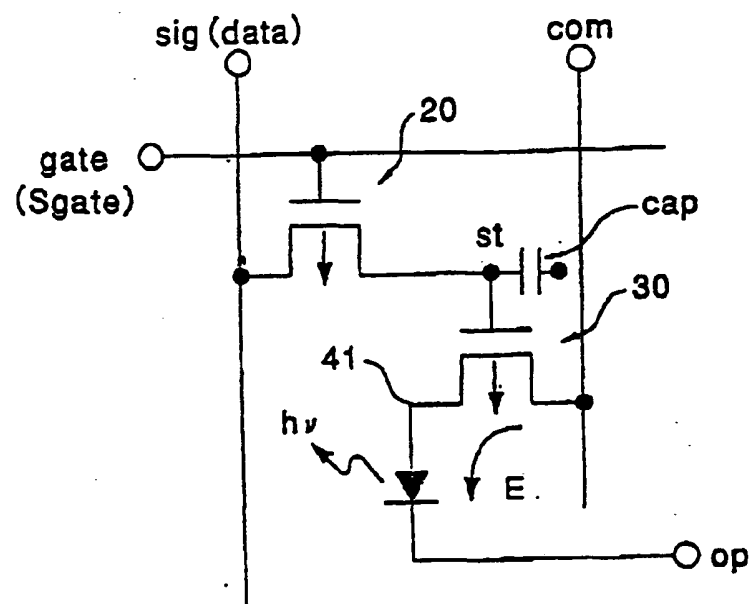 sig (data)
com
20
gate
(Sgate)
cap
st
30
41
hν
E
op